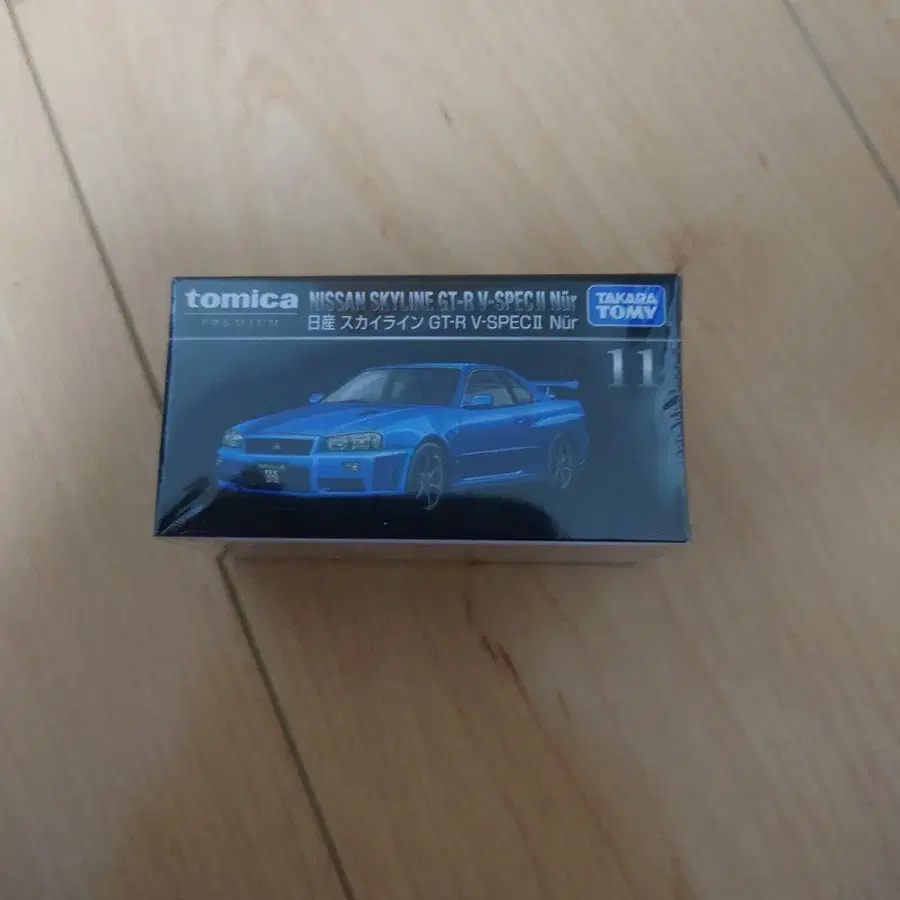 tomica
PREMIUM
NISSAN SKYLINE GT-R V-SPECⅡ Nür
日産 スカイライン GT-R V-SPECⅡ Nür
TAKARA
TOMY
11